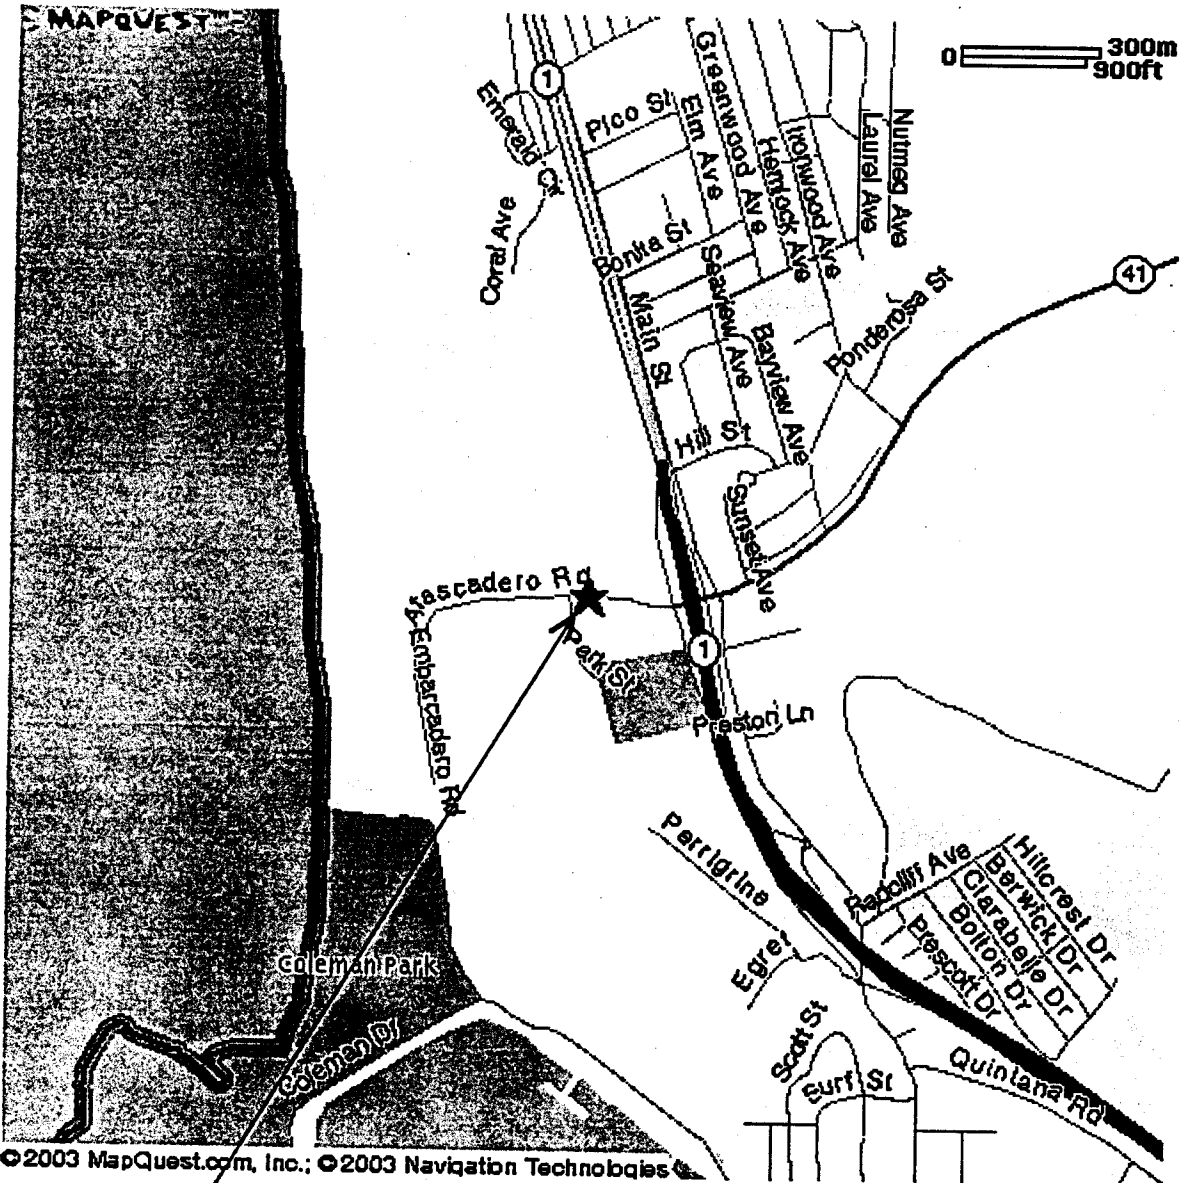 MAPQUEST™
0 300m
900ft
1
Emerald Cir
Pico St
Elm Ave
Greenwood Ave
Hemlock Ave
Ironwood Ave
Laurel Ave
Nutmeg Ave
Coral Ave
Bonita St
Main St
Seaview Ave
Bayview Ave
Ponderosa St
41
Hill St
Sunset Ave
Atascadero Rd
Embarcadero Rd
Park St
1
Preston Ln
Perrigrine
Egret
Radcliff Ave
Hillcrest Dr
Berwick Dr
Clarabelle Dr
Bolton Dr
Prescott Dr
Coleman Park
Coleman Dr
Scott St
Surf St
Quintana Rd
©2003 MapQuest.com, Inc.; ©2003 Navigation Technologies